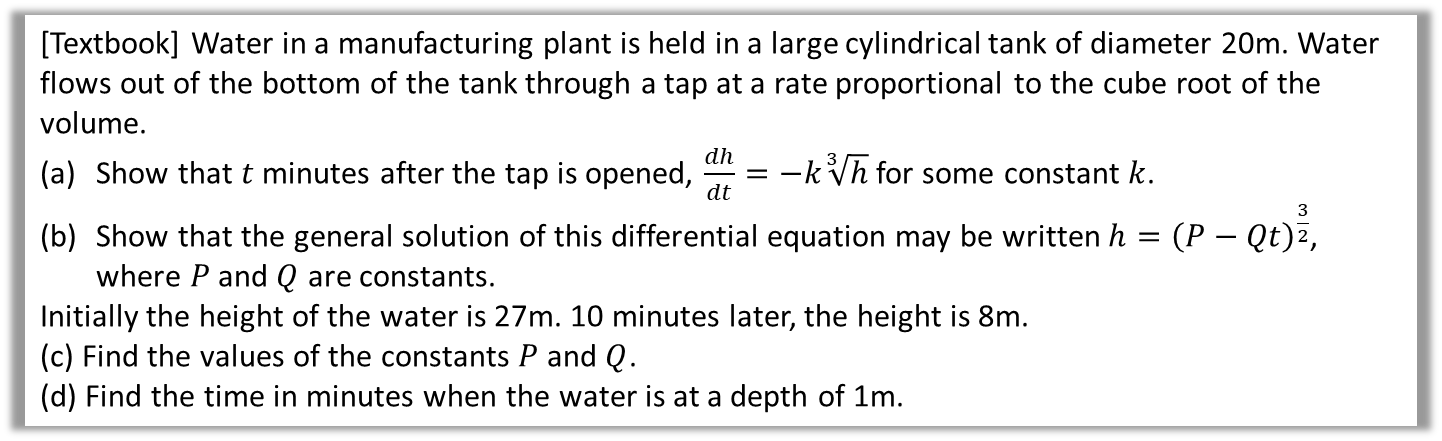 [Textbook] Water in a manufacturing plant is held in a large cylindrical tank of diameter 20m. Water
flows out of the bottom of the tank through a tap at a rate proportional to the cube root of the
volume.
(a) Show that t minutes after the tap is opened, dh/dt = −k∛h for some constant k.
(b) Show that the general solution of this differential equation may be written h = (P − Qt)^(3/2),
where P and Q are constants.
Initially the height of the water is 27m. 10 minutes later, the height is 8m.
(c) Find the values of the constants P and Q.
(d) Find the time in minutes when the water is at a depth of 1m.